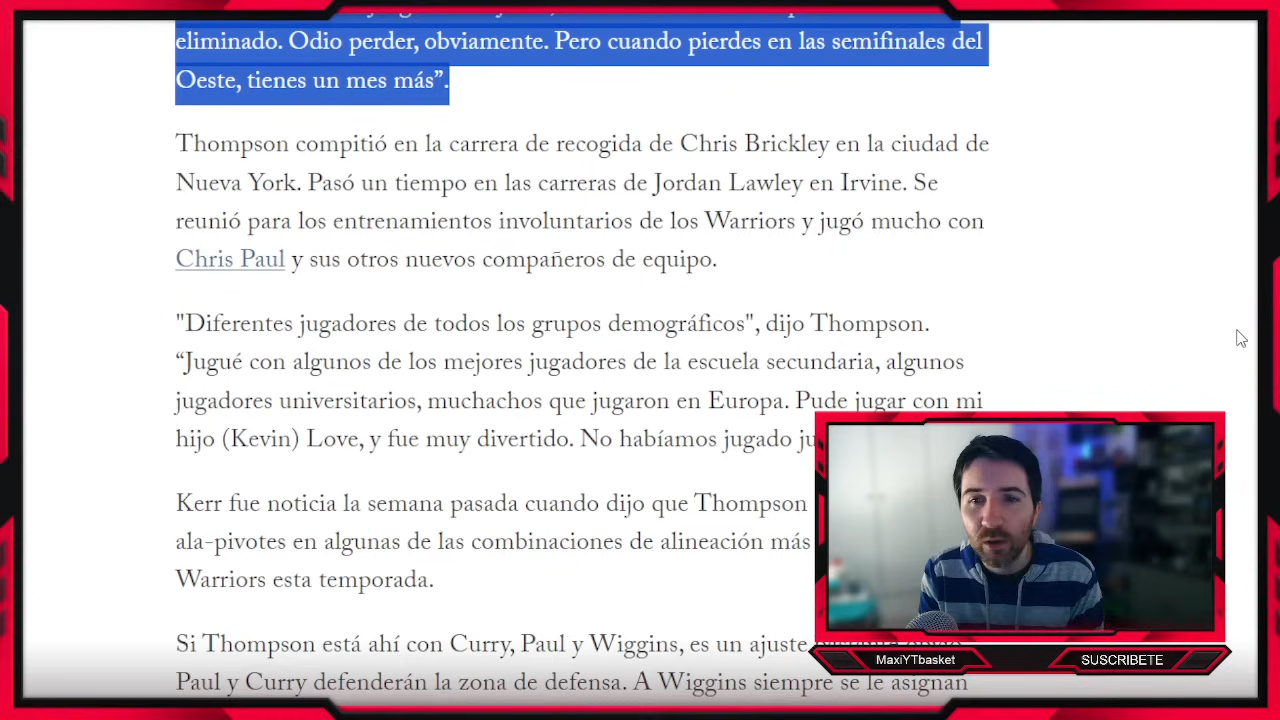 eliminado. Odio perder, obviamente. Pero cuando pierdes en las semifinales del
Oeste, tienes un mes más”.
Thompson compitió en la carrera de recogida de Chris Brickley en la ciudad de
Nueva York. Pasó un tiempo en las carreras de Jordan Lawley en Irvine. Se
reunió para los entrenamientos involuntarios de los Warriors y jugó mucho con
Chris Paul y sus otros nuevos compañeros de equipo.
"Diferentes jugadores de todos los grupos demográficos", dijo Thompson.
“Jugué con algunos de los mejores jugadores de la escuela secundaria, algunos
jugadores universitarios, muchachos que jugaron en Europa. Pude jugar con mi
hijo (Kevin) Love, y fue muy divertido. No habíamos jugado
Kerr fue noticia la semana pasada cuando dijo que Thompson
ala-pivotes en algunas de las combinaciones de alineación más
Warriors esta temporada.
Si Thompson está ahí con Curry, Paul y Wiggins, es un ajuste
Paul y Curry defenderán la zona de defensa. A Wiggins siempre se le asignan
MaxiYTbasket
SUSCRIBETE